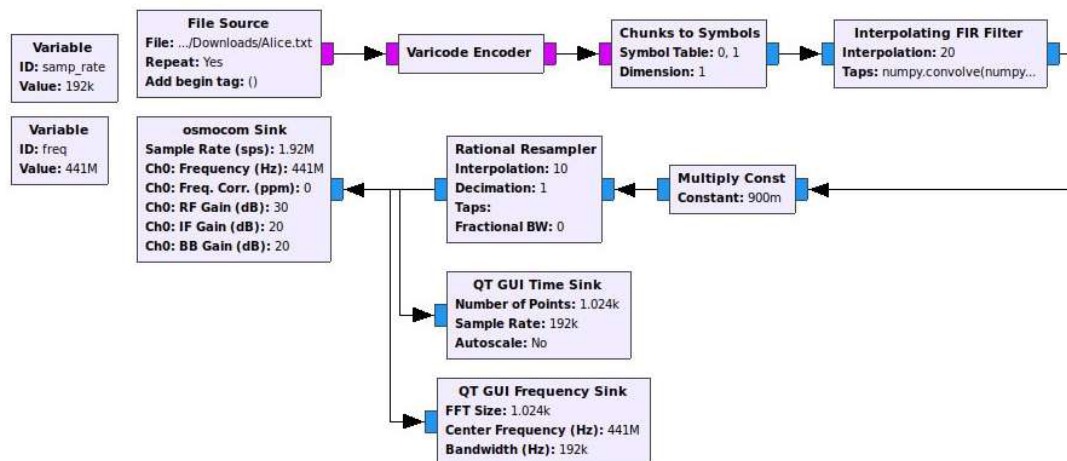 Variable
ID: samp_rate
Value: 192k
File Source
File: .../Downloads/Alice.txt
Repeat: Yes
Add begin tag: ()
Varicode Encoder
Chunks to Symbols
Symbol Table: 0, 1
Dimension: 1
Interpolating FIR Filter
Interpolation: 20
Taps: numpy.convolve(numpy...
Variable
ID: freq
Value: 441M
osmocom Sink
Sample Rate (sps): 1.92M
Ch0: Frequency (Hz): 441M
Ch0: Freq. Corr. (ppm): 0
Ch0: RF Gain (dB): 30
Ch0: IF Gain (dB): 20
Ch0: BB Gain (dB): 20
Rational Resampler
Interpolation: 10
Decimation: 1
Taps:
Fractional BW: 0
Multiply Const
Constant: 900m
QT GUI Time Sink
Number of Points: 1.024k
Sample Rate: 192k
Autoscale: No
QT GUI Frequency Sink
FFT Size: 1.024k
Center Frequency (Hz): 441M
Bandwidth (Hz): 192k